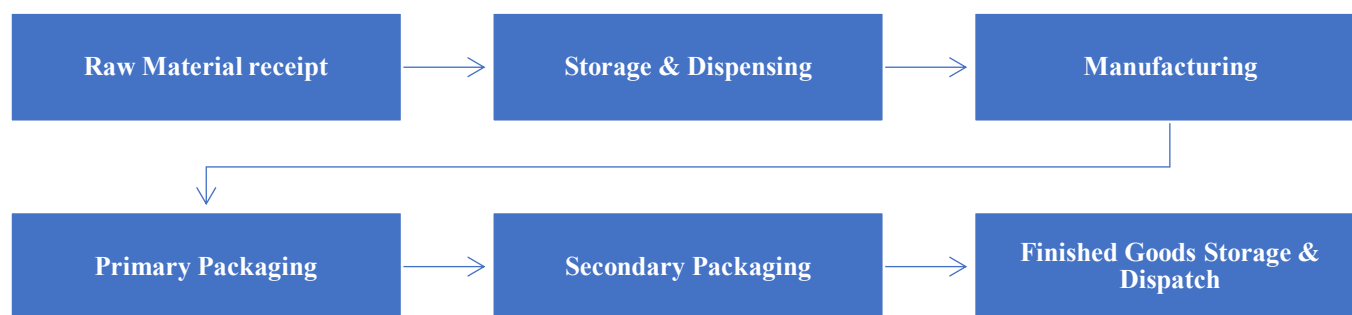 Raw Material receipt
Storage & Dispensing
Manufacturing
Primary Packaging
Secondary Packaging
Finished Goods Storage &
Dispatch